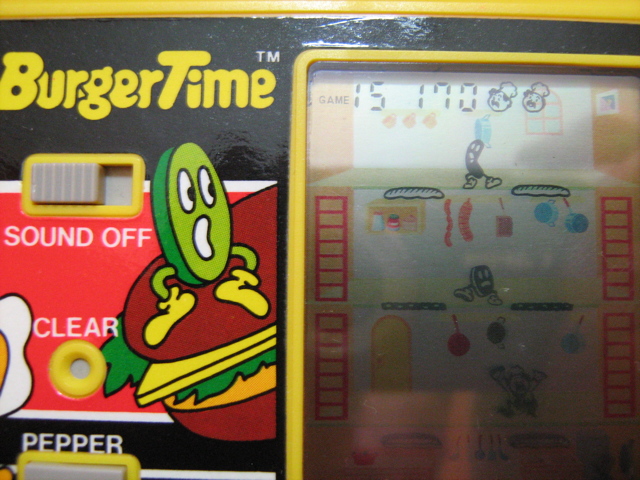 BurgerTime™
GAME 15 170
SOUND OFF
CLEAR
PEPPER